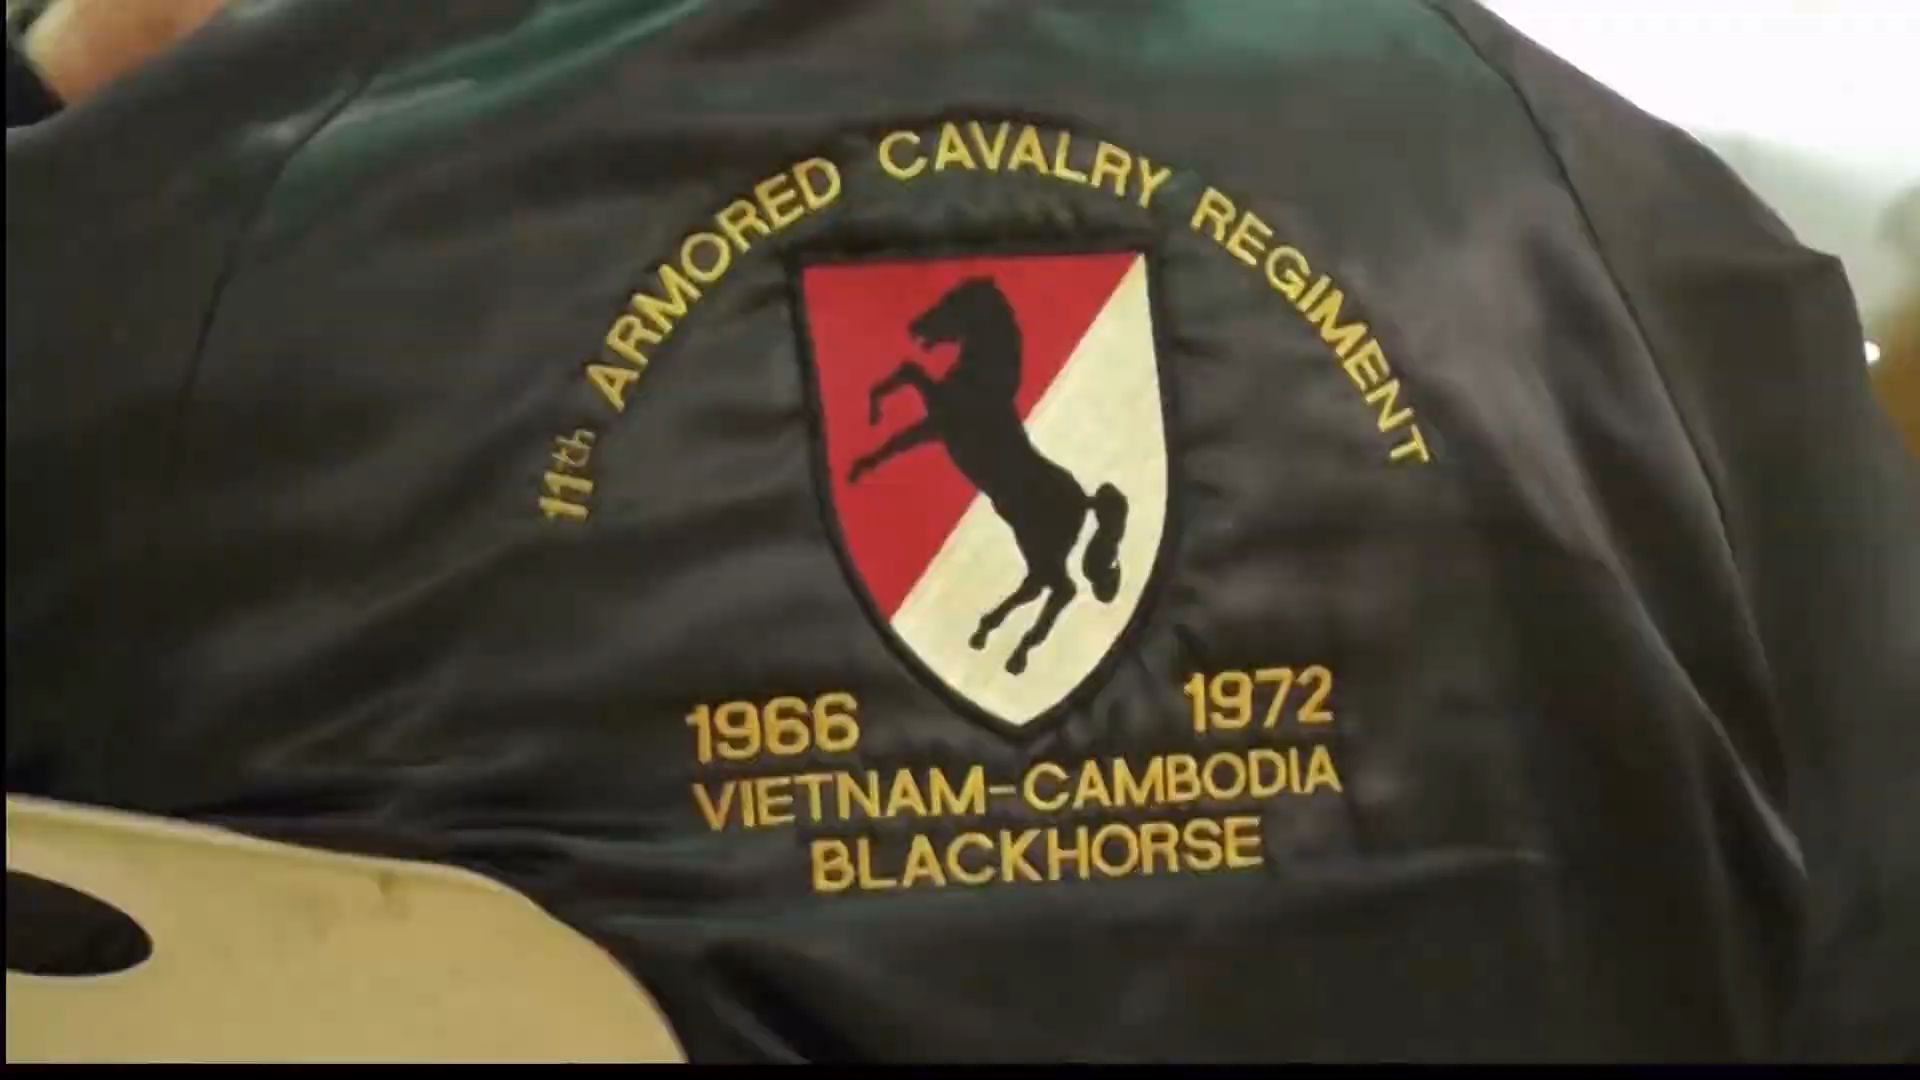 11th ARMORED CAVALRY REGIMENT
1966 1972
VIETNAM-CAMBODIA
BLACKHORSE